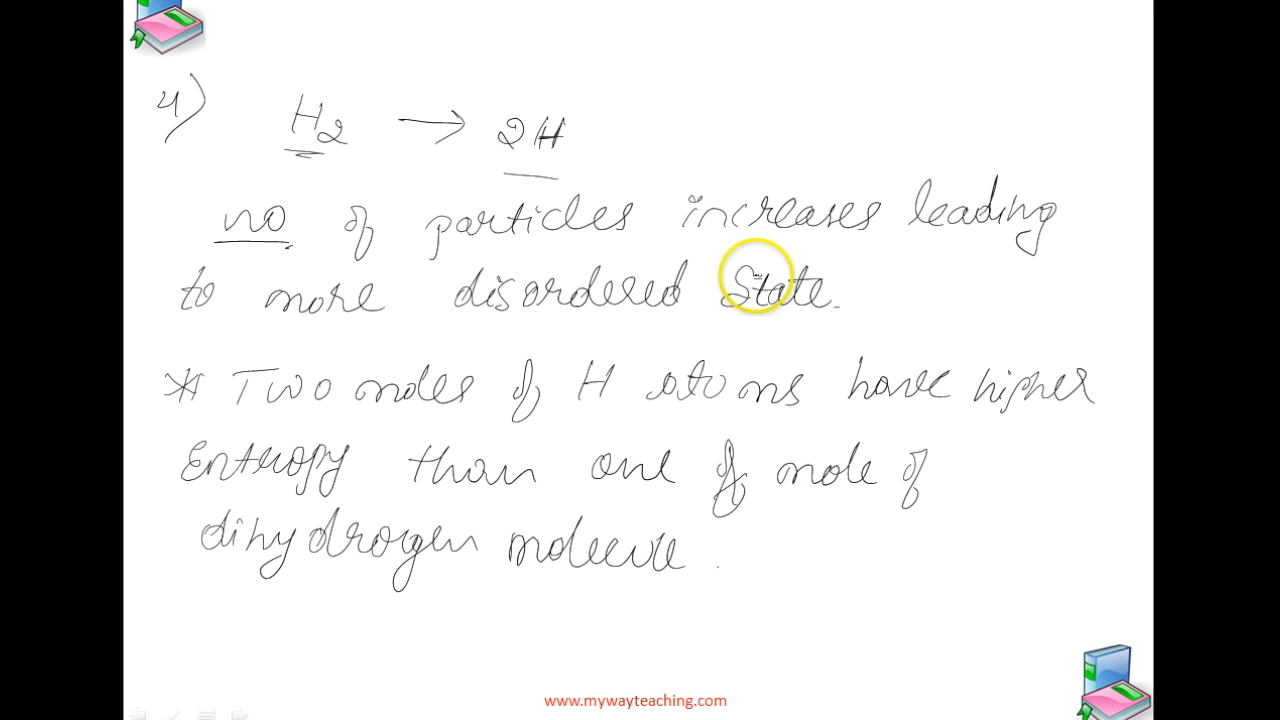 4)
H2 → 2H
no of particles increases leading
to more disordered State.
* Two moles of H atoms have higher
Entropy than one of mole of
dihydrogen molecule.
www.mywayteaching.com